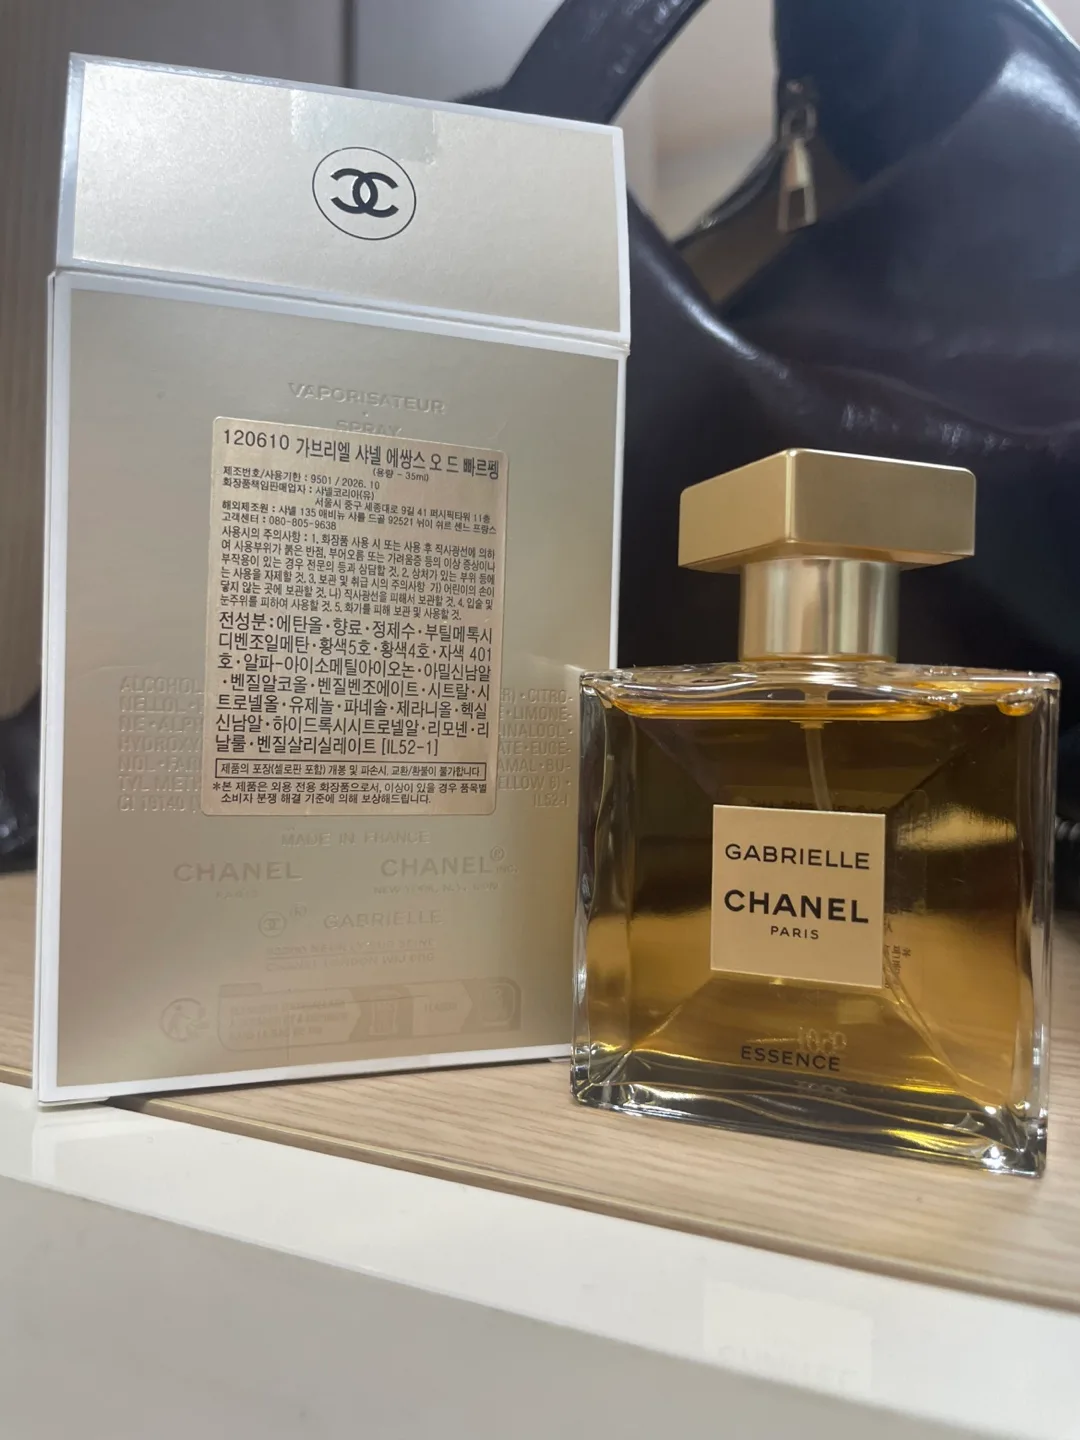 VAPORISATEUR
SPRAY
120610 가브리엘 샤넬 에쌍스 오 드 빠르펭
(용량 - 35ml)
제조번호/사용기한 : 9501 / 2026. 10
화장품책임판매업자 : 샤넬코리아(유)
서울시 중구 세종대로 9길 41 퍼시픽타워 11층
해외제조원 : 샤넬 135 애비뉴 샤를 드골 92521 뉘이 쉬르 센느 프랑스
고객센터 : 080-805-9638
사용시의 주의사항 : 1. 화장품 사용 시 또는 사용 후 직사광선에 의하
여 사용부위가 붉은 반점, 부어오름 또는 가려움증 등의 이상 증상이나
부작용이 있는 경우 전문의 등과 상담할 것. 2. 상처가 있는 부위 등에
는 사용을 자제할 것. 3. 보관 및 취급 시의 주의사항 가) 어린이의 손이
닿지 않는 곳에 보관할 것. 나) 직사광선을 피해서 보관할 것. 4. 입술 및
눈주위를 피하여 사용할 것. 5. 화기를 피해 보관 및 사용할 것.
전성분:에탄올·향료·정제수·부틸메톡시
디벤조일메탄·황색5호·황색4호·자색 401
호·알파-아이소메틸아이오논·아밀신남알
·벤질알코올·벤질벤조에이트·시트랄·시
트로넬올·유제놀·파네솔·제라니올·헥실
신남알·하이드록시시트로넬알·리모넨·리
날룰·벤질살리실레이트 [IL52-1]
제품의 포장(셀로판 포함) 개봉 및 파손시, 교환/환불이 불가합니다
*본 제품은 외용 전용 화장품으로서, 이상이 있을 경우 품목별
소비자 분쟁 해결 기준에 의해 보상해드립니다.
ALCOHOL
CITRO-
NELLOL
LIMONE-
HYDROXY
TYL METH
CI 19140
MADE IN FRANCE
CHANEL CHANEL®
PARIS
GABRIELLE
GABRIELLE
CHANEL
PARIS
ESSENCE